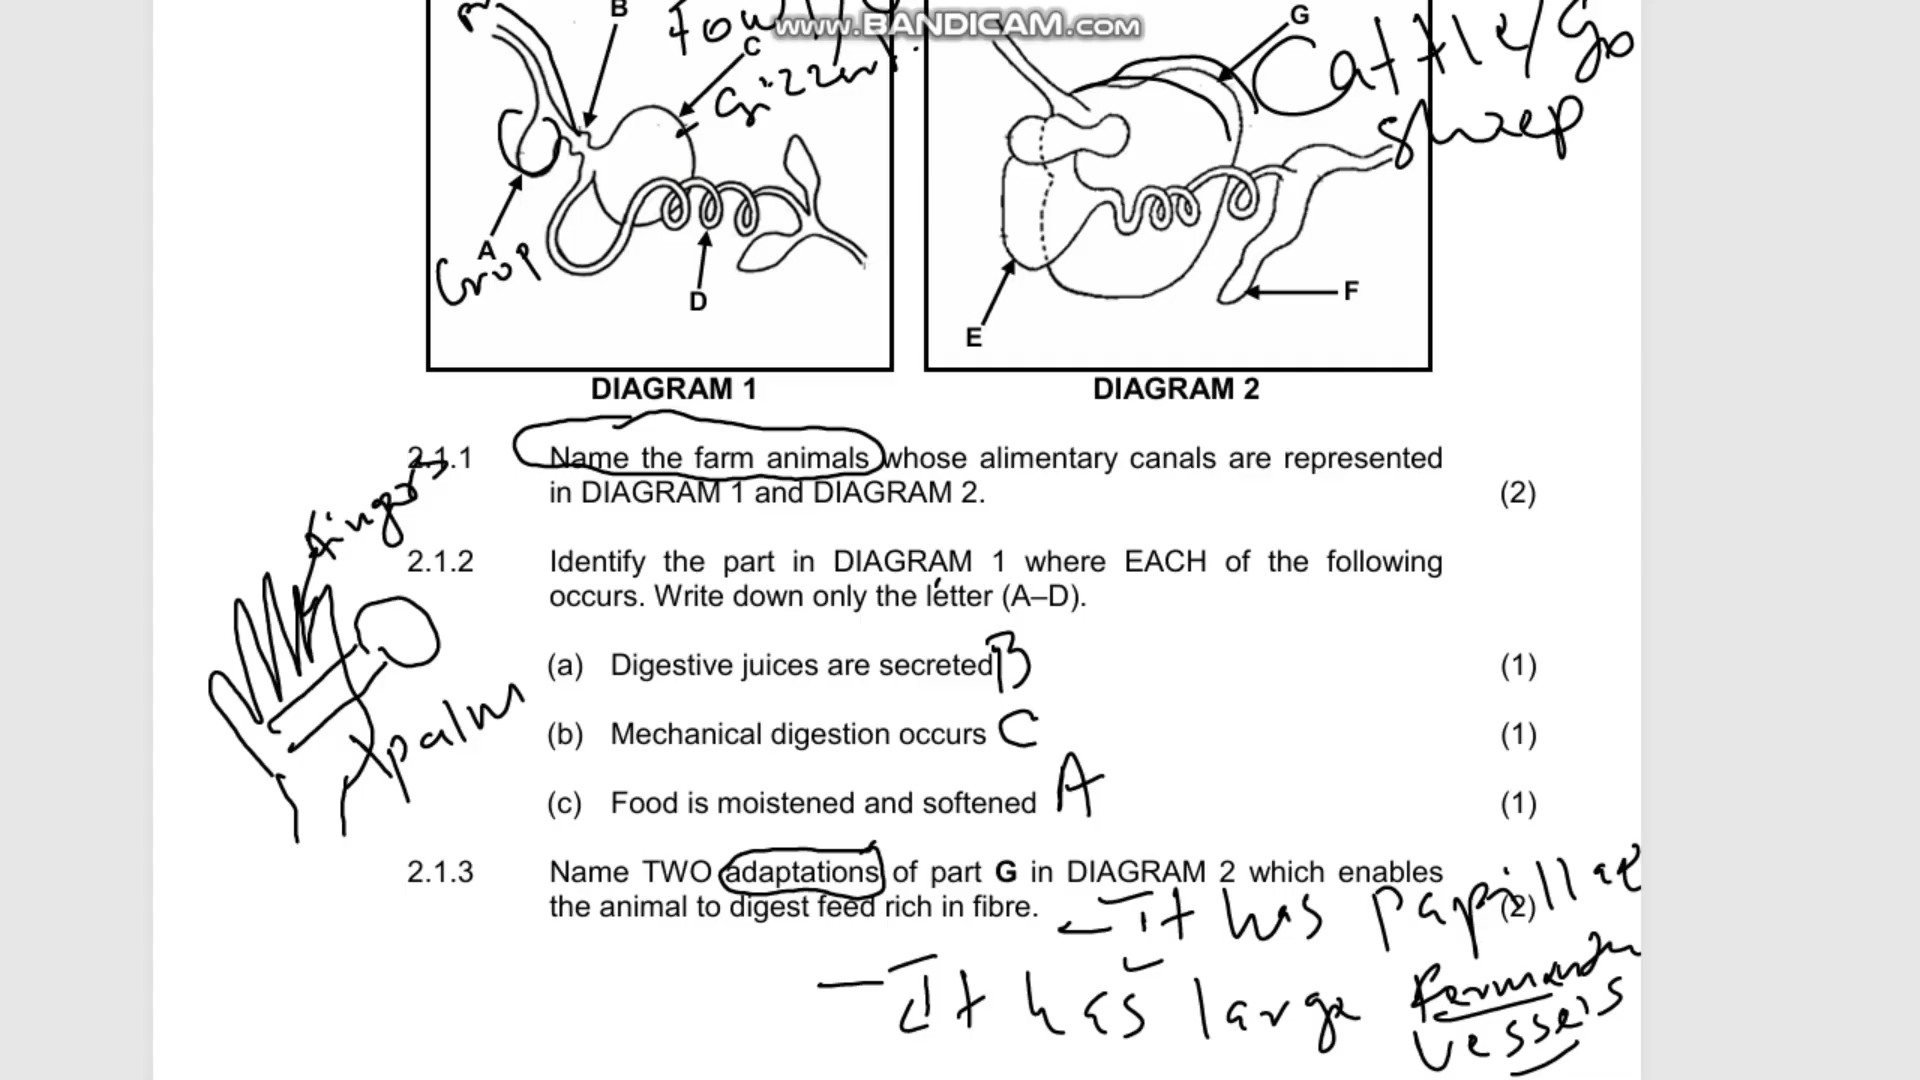 www.BANDICAM.com
B
Fowl
C
Gizzard
G
Cattle/Go
Sheep
A
Crop
D
E
F
DIAGRAM 1
DIAGRAM 2
2.1.1 Name the farm animals whose alimentary canals are represented
in DIAGRAM 1 and DIAGRAM 2. (2)
2.1.2 Identify the part in DIAGRAM 1 where EACH of the following
occurs. Write down only the letter (A–D).
(a) Digestive juices are secreted B (1)
(b) Mechanical digestion occurs C (1)
(c) Food is moistened and softened A (1)
palm
2.1.3 Name TWO adaptations of part G in DIAGRAM 2 which enables
the animal to digest feed rich in fibre. (2)
- It has papillae
- It has large
vessels